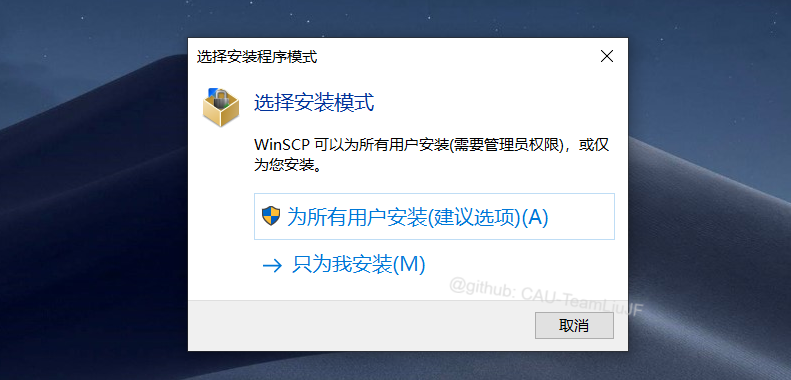 选择安装程序模式
选择安装模式
WinSCP 可以为所有用户安装(需要管理员权限)，或仅
为您安装。
为所有用户安装(建议选项)(A)
只为我安装(M)
@github: CAU-TeamLiuJF
取消